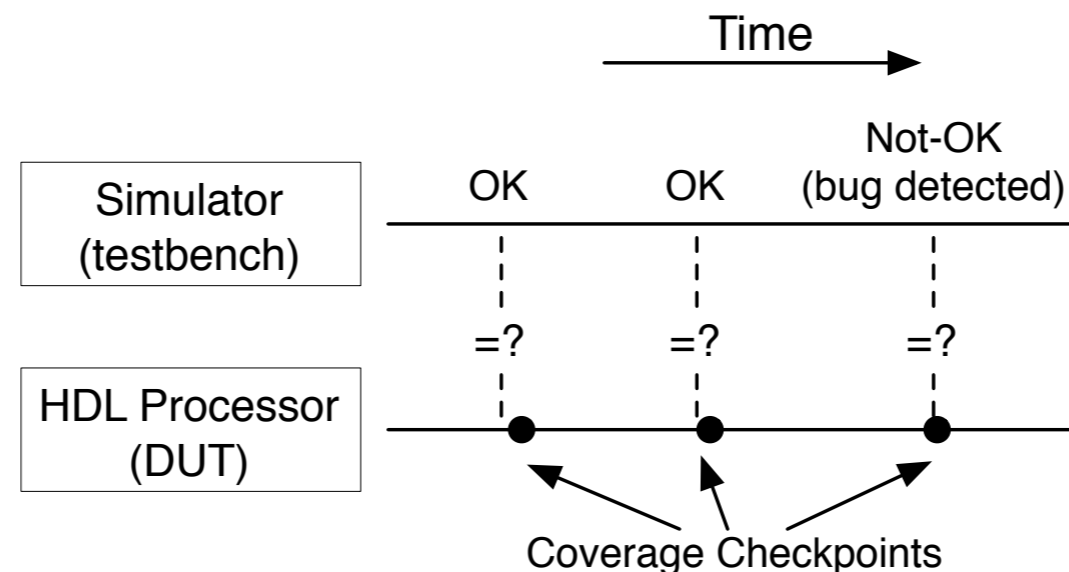 Time
Not-OK
(bug detected)
OK
OK
Simulator
(testbench)
=?
=?
=?
HDL Processor
(DUT)
Coverage Checkpoints